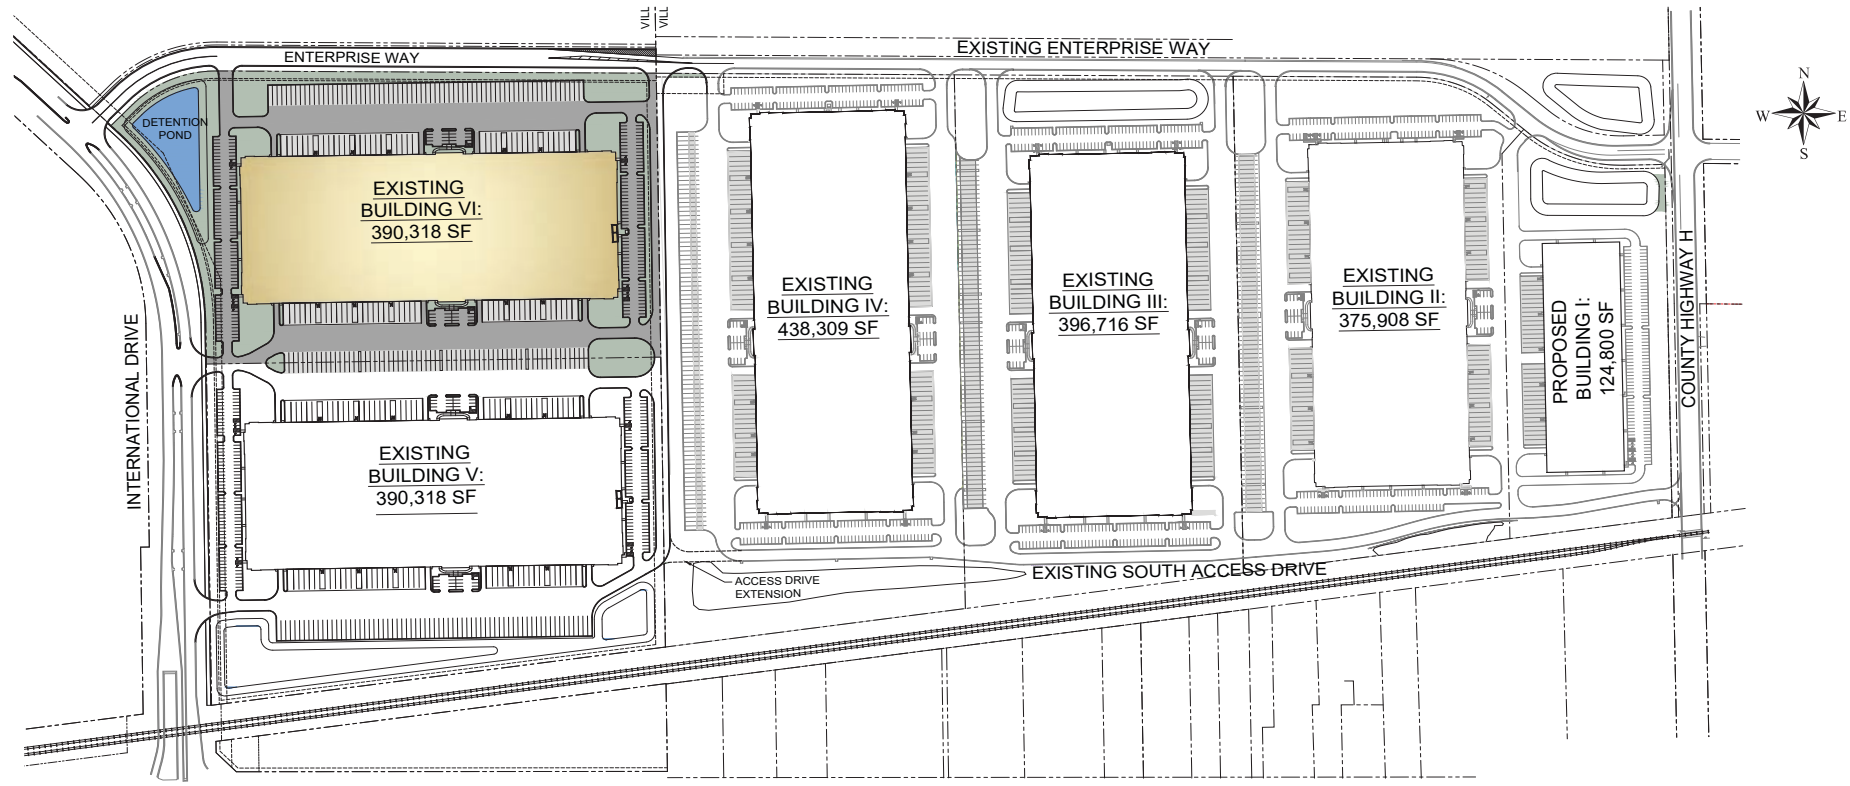 VILL
VILL
ENTERPRISE WAY
EXISTING ENTERPRISE WAY
N
W
E
S
DETENTION
POND
EXISTING
BUILDING VI:
390,318 SF
EXISTING
BUILDING IV:
438,309 SF
EXISTING
BUILDING III:
396,716 SF
EXISTING
BUILDING II:
375,908 SF
PROPOSED
BUILDING I:
124,800 SF
COUNTY HIGHWAY H
INTERNATIONAL DRIVE
EXISTING
BUILDING V:
390,318 SF
ACCESS DRIVE
EXTENSION
EXISTING SOUTH ACCESS DRIVE